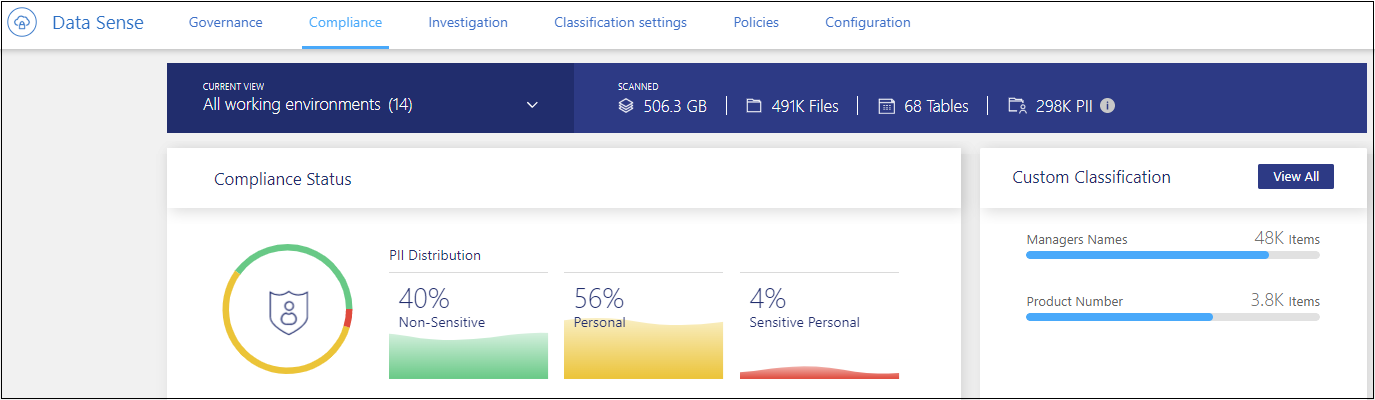 Data Sense Governance Compliance Investigation Classification settings Policies Configuration
CURRENT VIEW
All working environments (14)
SCANNED
506.3 GB 491K Files 68 Tables 298K PII
Compliance Status
PII Distribution
40% 56% 4%
Non-Sensitive Personal Sensitive Personal
Custom Classification View All
Managers Names 48K Items
Product Number 3.8K Items